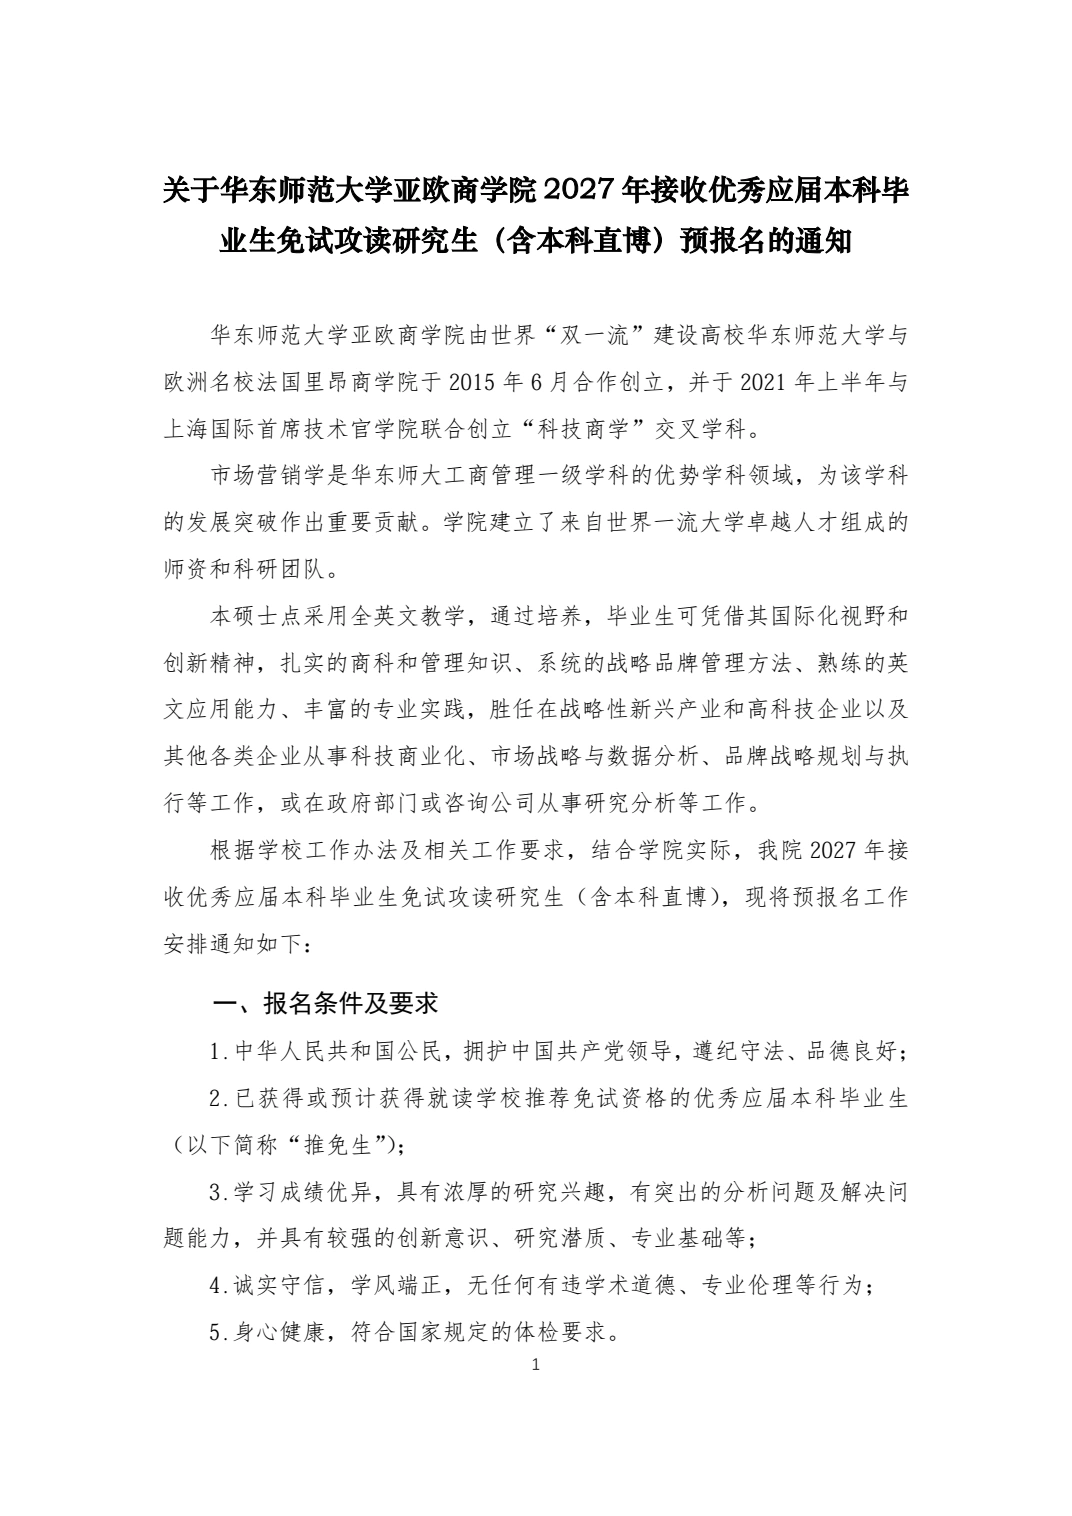 关于华东师范大学亚欧商学院 2027 年接收优秀应届本科毕
业生免试攻读研究生（含本科直博）预报名的通知
华东师范大学亚欧商学院由世界“双一流”建设高校华东师范大学与
欧洲名校法国里昂商学院于 2015 年 6 月合作创立，并于 2021 年上半年与
上海国际首席技术官学院联合创立“科技商学”交叉学科。
市场营销学是华东师大工商管理一级学科的优势学科领域，为该学科
的发展突破作出重要贡献。学院建立了来自世界一流大学卓越人才组成的
师资和科研团队。
本硕士点采用全英文教学，通过培养，毕业生可凭借其国际化视野和
创新精神，扎实的商科和管理知识、系统的战略品牌管理方法、熟练的英
文应用能力、丰富的专业实践，胜任在战略性新兴产业和高科技企业以及
其他各类企业从事科技商业化、市场战略与数据分析、品牌战略规划与执
行等工作，或在政府部门或咨询公司从事研究分析等工作。
根据学校工作办法及相关工作要求，结合学院实际，我院 2027 年接
收优秀应届本科毕业生免试攻读研究生（含本科直博），现将预报名工作
安排通知如下：
一、报名条件及要求
1.中华人民共和国公民，拥护中国共产党领导，遵纪守法、品德良好；
2.已获得或预计获得就读学校推荐免试资格的优秀应届本科毕业生
（以下简称“推免生”）；
3.学习成绩优异，具有浓厚的研究兴趣，有突出的分析问题及解决问
题能力，并具有较强的创新意识、研究潜质、专业基础等；
4.诚实守信，学风端正，无任何有违学术道德、专业伦理等行为；
5.身心健康，符合国家规定的体检要求。
1